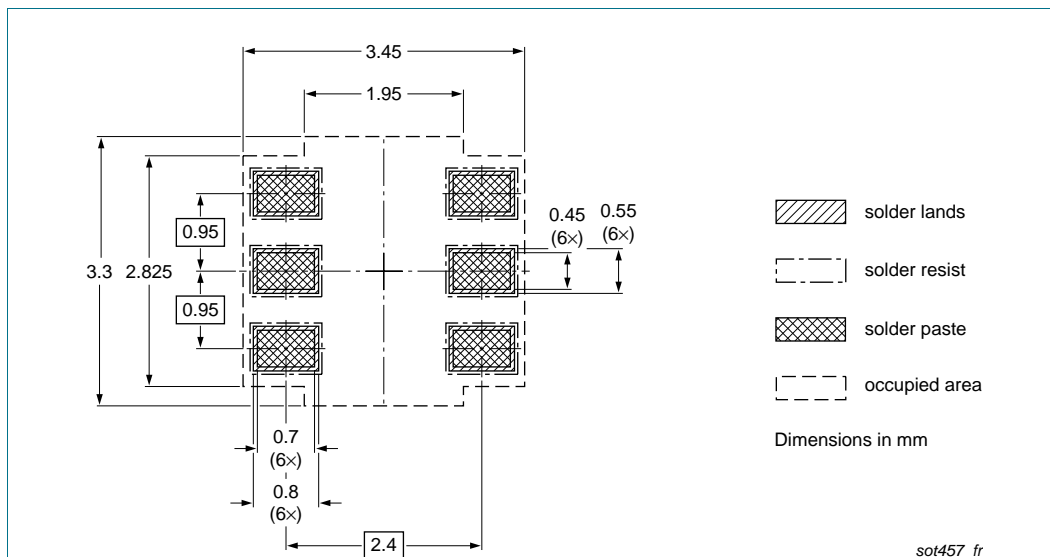 3.45
1.95
0.95
0.45
(6×)
0.55
(6×)
solder lands
3.3
2.825
solder resist
0.95
solder paste
occupied area
0.7
(6×)
Dimensions in mm
0.8
(6×)
2.4
sot457_fr